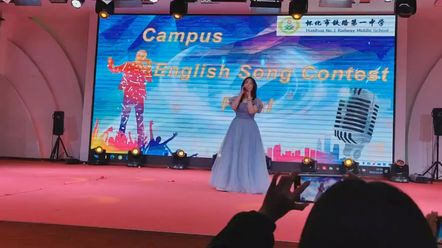 怀化市铁路第一中学
Huaihua No.1 Railway Middle School
Campus
English Song Contest